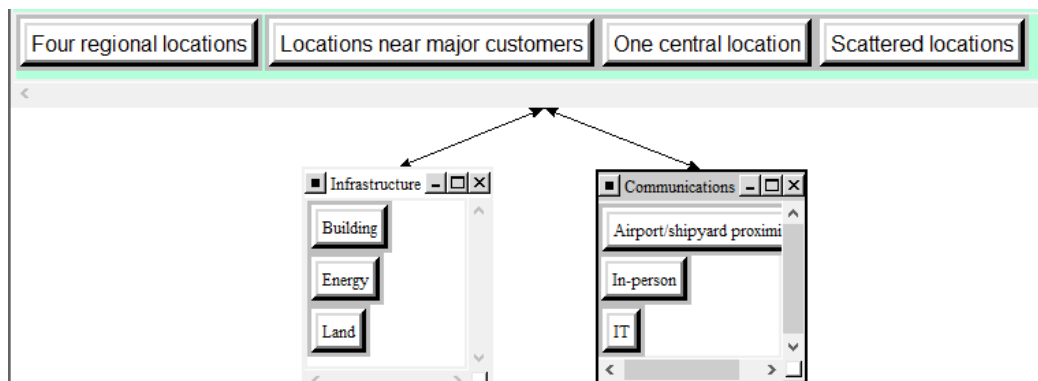 Four regional locations
Locations near major customers
One central location
Scattered locations
Infrastructure
Building
Energy
Land
Communications
Airport/shipyard proximi
In-person
IT